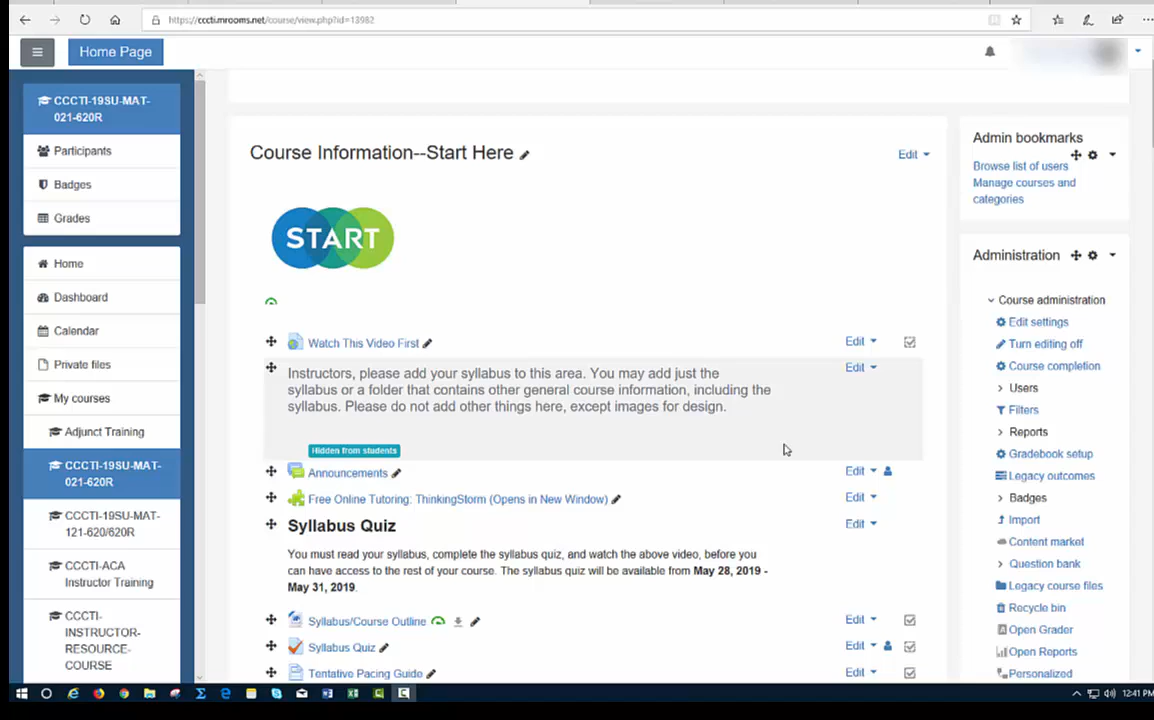 https://cccti.mrooms.net/course/view.php?id=13982
Home Page
CCCTI-19SU-MAT-
021-620R
Participants
Badges
Grades
Home
Dashboard
Calendar
Private files
My courses
Adjunct Training
CCCTI-19SU-MAT-
021-620R
CCCTI-19SU-MAT-
121-620/620R
CCCTI-ACA
Instructor Training
CCCTI-
INSTRUCTOR-
RESOURCE-
COURSE
Course Information--Start Here
Edit
START
Watch This Video First
Edit
Instructors, please add your syllabus to this area. You may add just the
syllabus or a folder that contains other general course information, including the
syllabus. Please do not add other things here, except images for design.
Edit
Hidden from students
Announcements
Edit
Free Online Tutoring: ThinkingStorm (Opens in New Window)
Edit
Syllabus Quiz
Edit
You must read your syllabus, complete the syllabus quiz, and watch the above video, before you
can have access to the rest of your course. The syllabus quiz will be available from May 28, 2019 -
May 31, 2019.
Syllabus/Course Outline
Edit
Syllabus Quiz
Edit
Tentative Pacing Guide
Edit
Admin bookmarks
Browse list of users
Manage courses and
categories
Administration
Course administration
Edit settings
Turn editing off
Course completion
Users
Filters
Reports
Gradebook setup
Legacy outcomes
Badges
Import
Content market
Question bank
Legacy course files
Recycle bin
Open Grader
Open Reports
Personalized
12:41 PM